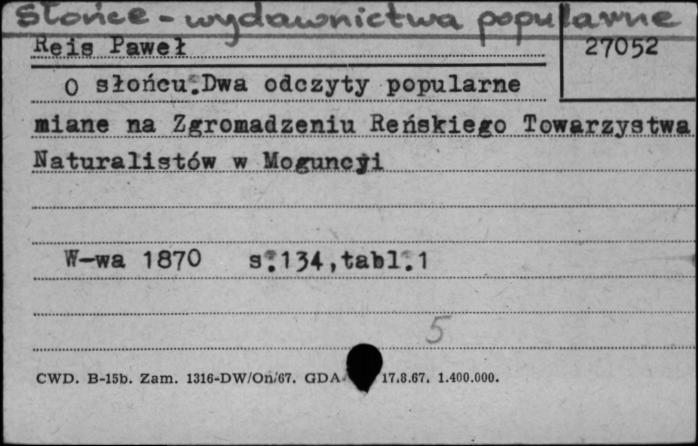 Słońce - wydawnictwa popularne
Reis Paweł
27052
O słońcu.Dwa odczyty popularne
miane na Zgromadzeniu Reńskiego Towarzystwa
Naturalistów w Moguncyi
W-wa 1870 s.134,tabl.1
5
CWD. B-15b. Zam. 1316-DW/On/67. GDA 17.8.67. 1.400.000.